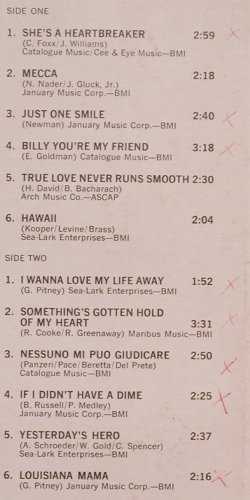 SIDE ONE
1. SHE'S A HEARTBREAKER 2:59
(C. Foxx/J. Williams)
Catalogue Music/Cee & Eye Music—BMI
2. MECCA 2:18
(N. Nader/J. Gluck, Jr.)
January Music Corp.—BMI
3. JUST ONE SMILE 2:40
(Newman) January Music Corp.—BMI
4. BILLY YOU'RE MY FRIEND 3:18
(E. Goldman) Catalogue Music—BMI
5. TRUE LOVE NEVER RUNS SMOOTH 2:30
(H. David/B. Bacharach)
Arch Music Co.—ASCAP
6. HAWAII 2:04
(Kooper/Levine/Brass)
Sea-Lark Enterprises—BMI
SIDE TWO
1. I WANNA LOVE MY LIFE AWAY 1:52
(G. Pitney) Sea-Lark Enterprises—BMI
2. SOMETHING'S GOTTEN HOLD
OF MY HEART 3:31
(R. Cooke/R. Greenaway) Maribus Music—BMI
3. NESSUNO MI PUO GIUDICARE 2:50
(Panzeri/Pace/Beretta/Del Prete)
Catalogue Music—BMI
4. IF I DIDN'T HAVE A DIME 2:25
(B. Russell/P. Medley)
January Music Corp.—BMI
5. YESTERDAY'S HERO 2:37
(A. Schroeder/W. Gold/C. Spencer)
Sea-Lark Enterprises—BMI
6. LOUISIANA MAMA 2:16
(G. Pitney) January Music Corp.—BMI